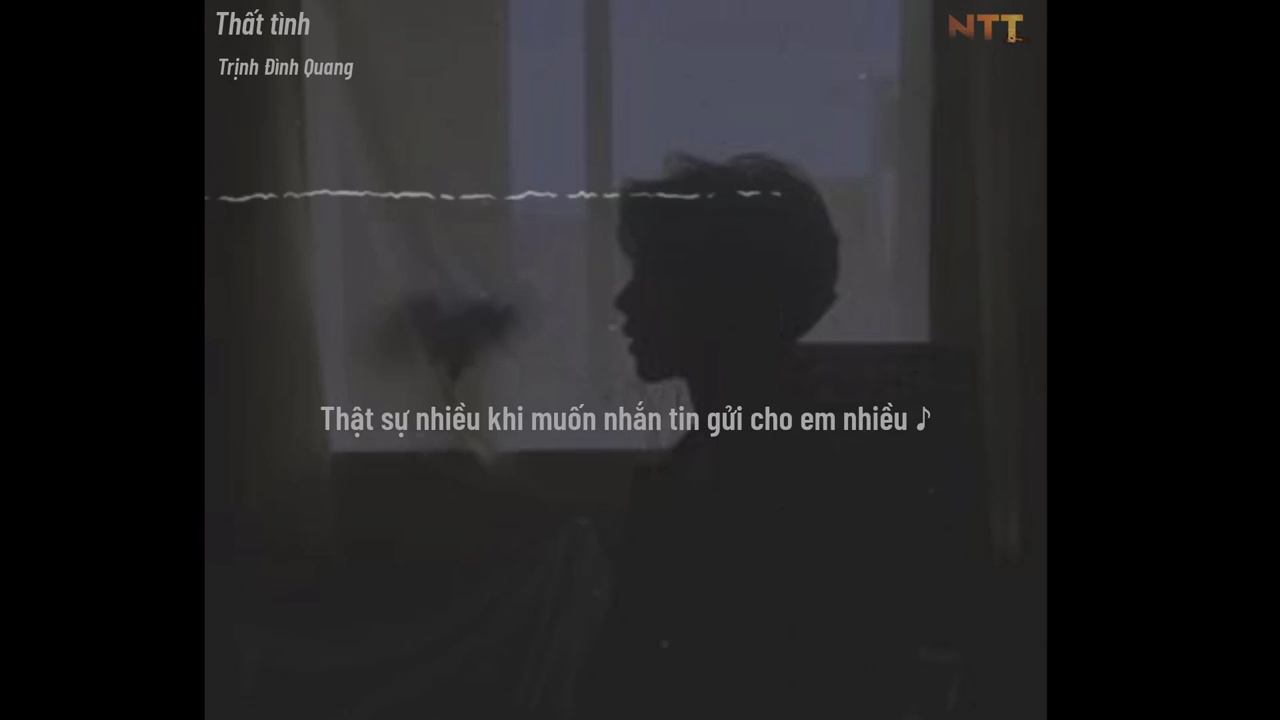 Thất tình
NTT
Trịnh Đình Quang
Thật sự nhiều khi muốn nhắn tin gửi cho em nhiều ♪